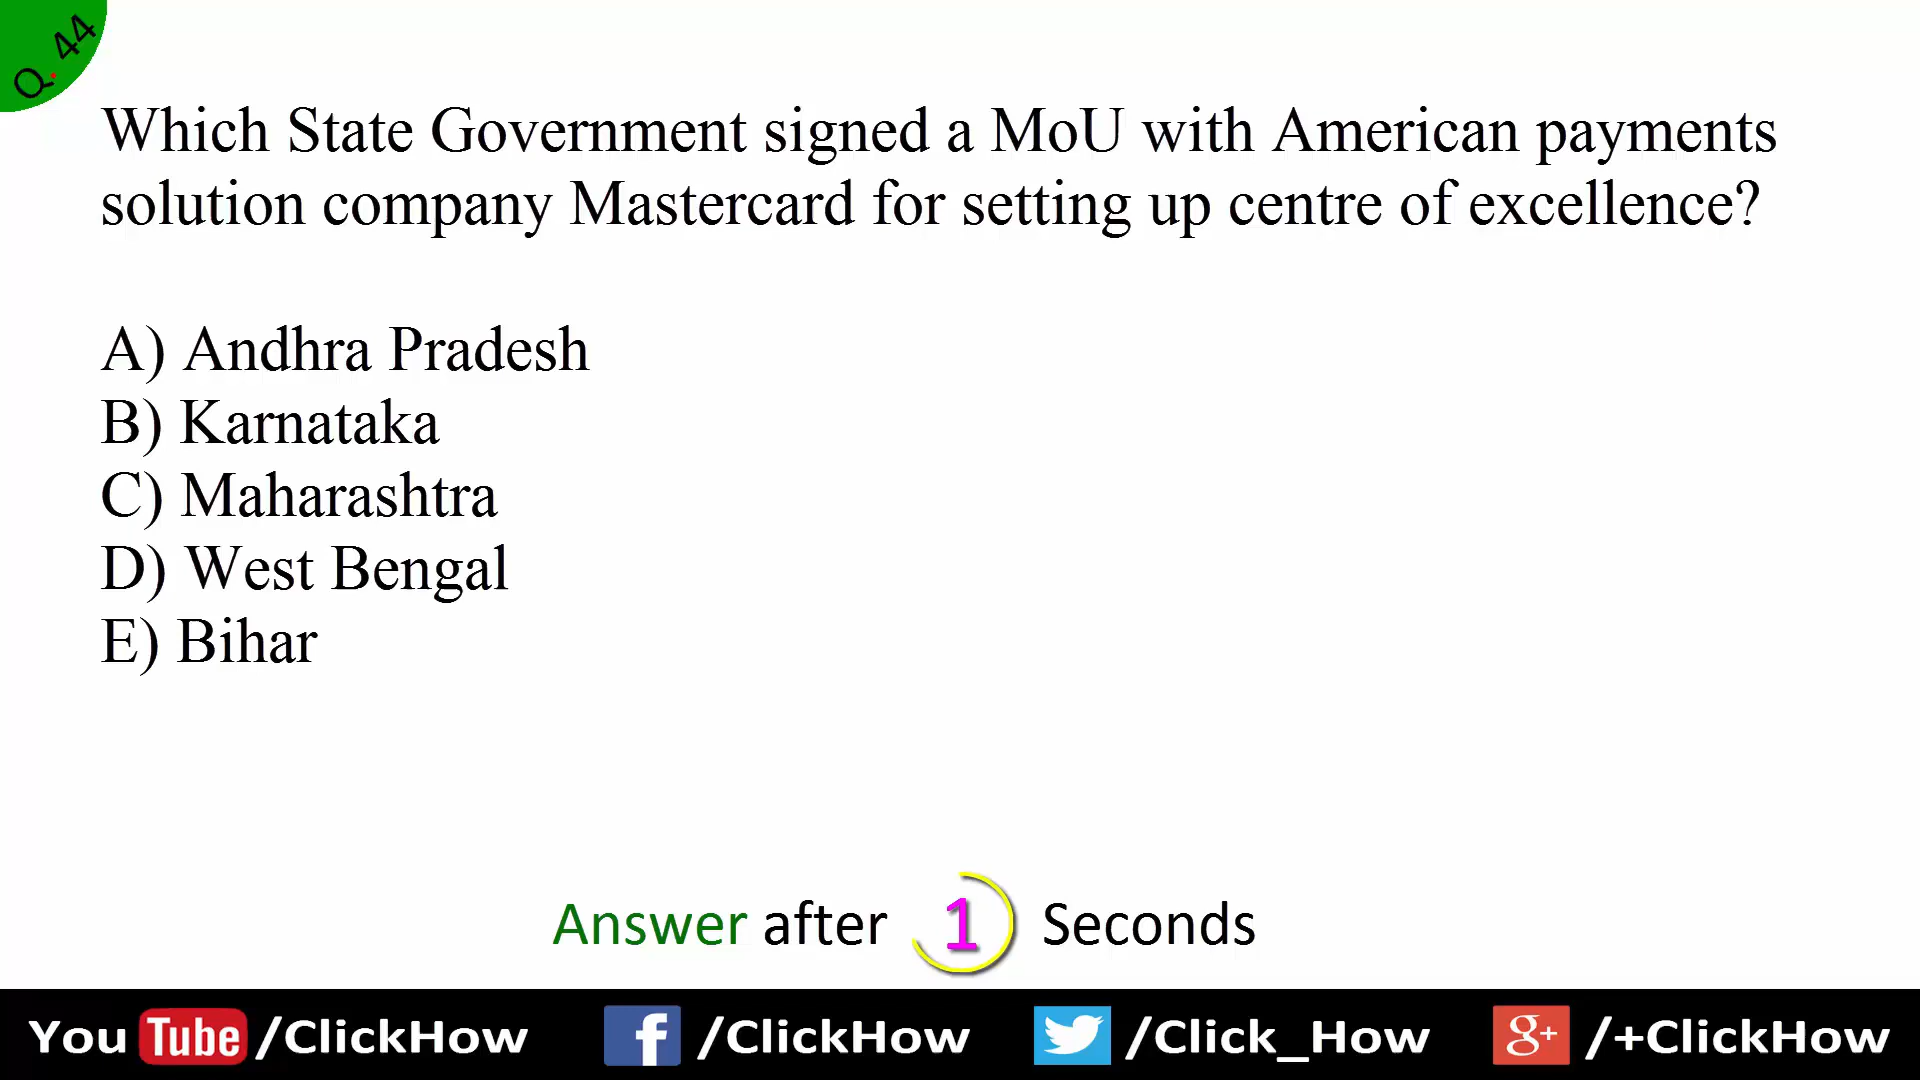 Q. 44
Which State Government signed a MoU with American payments
solution company Mastercard for setting up centre of excellence?
A) Andhra Pradesh
B) Karnataka
C) Maharashtra
D) West Bengal
E) Bihar
Answer after 1 Seconds
You Tube /ClickHow f /ClickHow /Click_How g+ /+ClickHow